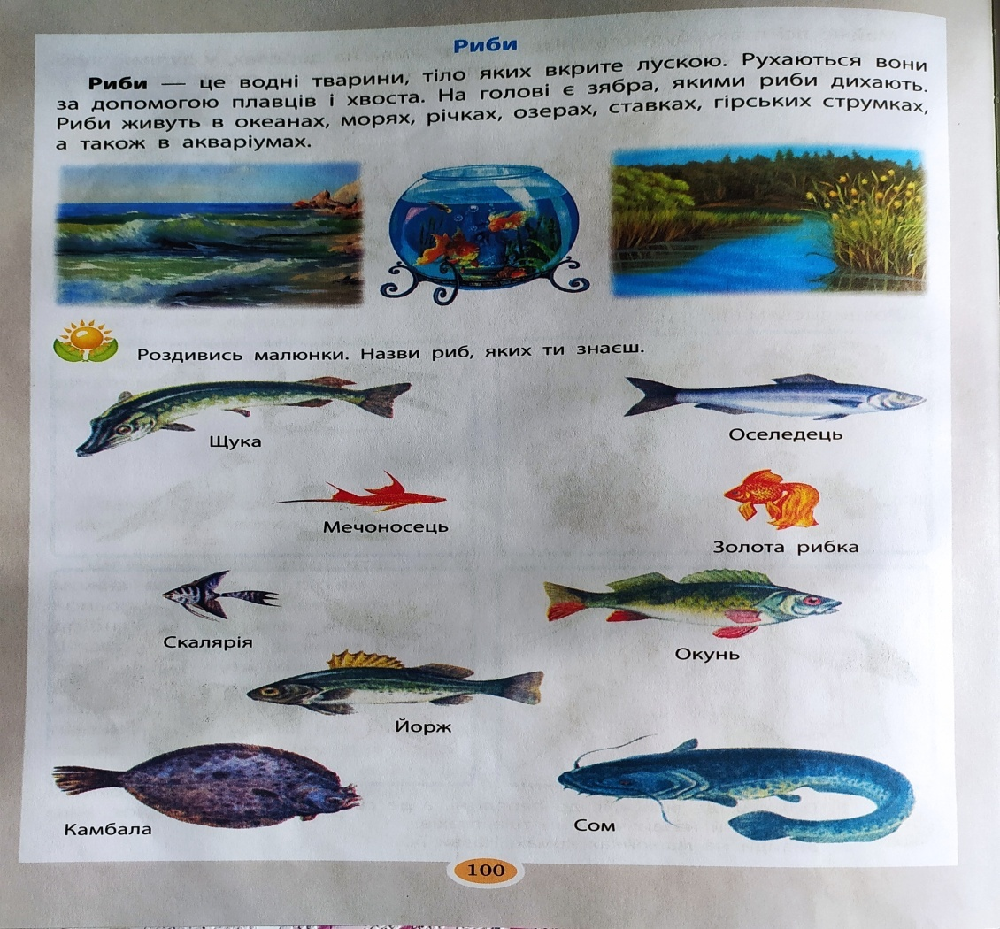 Риби
Риби — це водні тварини, тіло яких вкрите лускою. Рухаються вони
за допомогою плавців і хвоста. На голові є зябра, якими риби дихають.
Риби живуть в океанах, морях, річках, озерах, ставках, гірських струмках,
а також в акваріумах.
Роздивись малюнки. Назви риб, яких ти знаєш.
Щука
Оселедець
Мечоносець
Золота рибка
Скалярія
Окунь
Йорж
Камбала
Сом
100